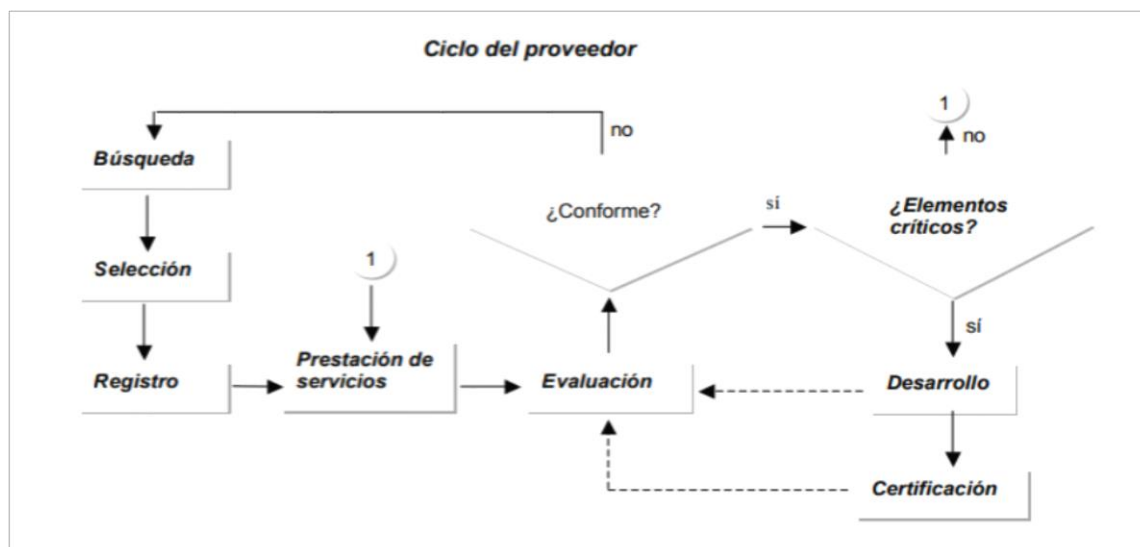 Ciclo del proveedor
1
no
no
Búsqueda
¿Conforme?
sí
¿Elementos
críticos?
Selección
1
sí
Registro
Prestación de
servicios
Evaluación
Desarrollo
Certificación